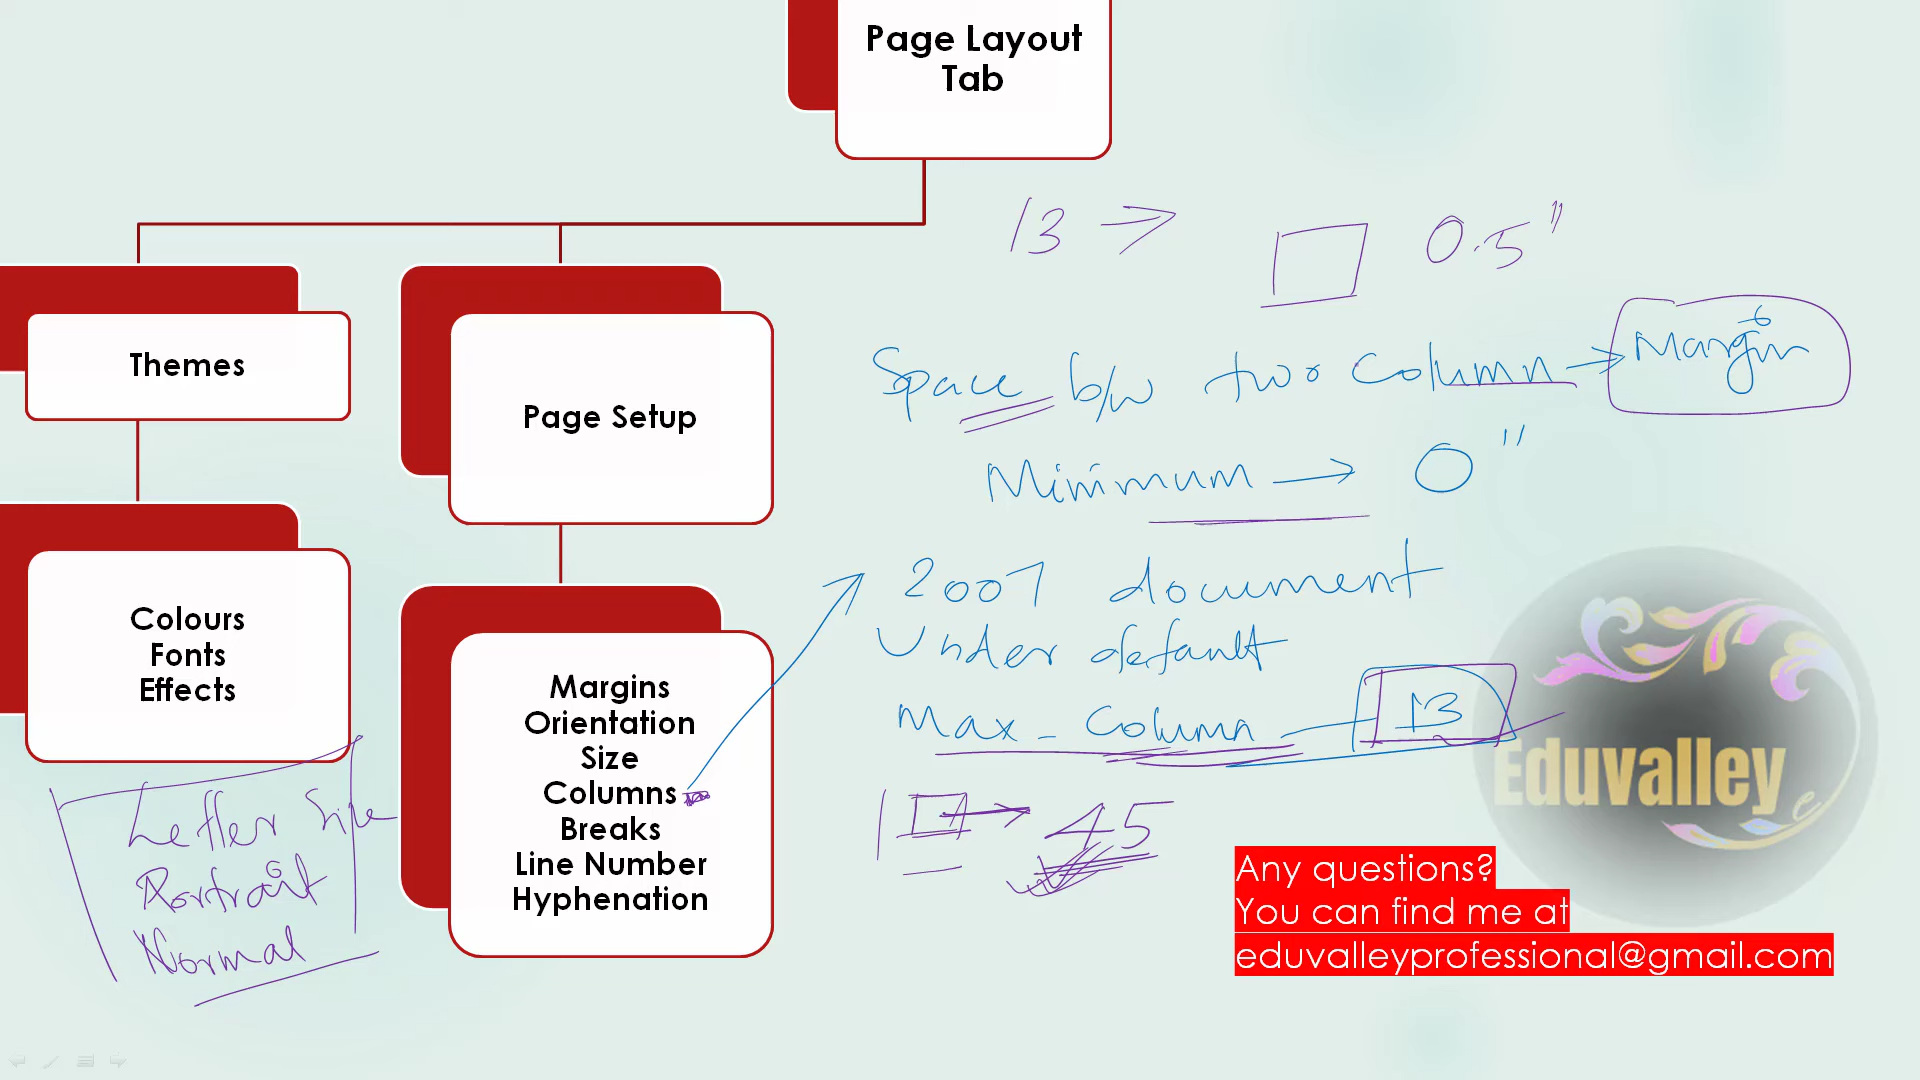 Page Layout
Tab
Themes
Colours
Fonts
Effects
Page Setup
Margins
Orientation
Size
Columns
Breaks
Line Number
Hyphenation
13 → 0.5"
Space b/w two Column → Margin
Minimum → 0"
2007 document
Under default
Max - Column - 13
→ 45
Letter Size
Portrait
Normal
Eduvalley
Any questions?
You can find me at
eduvalleyprofessional@gmail.com